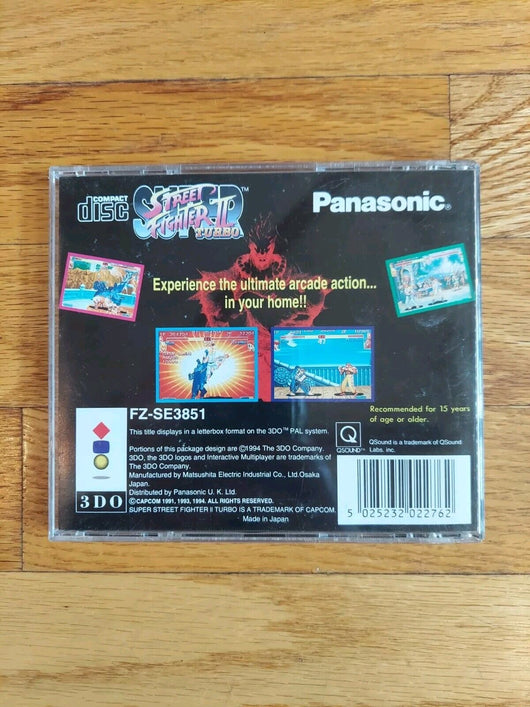 COMPACT
disc
SUPER
STREET
FIGHTER II
TURBO
™
Panasonic®
Experience the ultimate arcade action...
in your home!!
FZ-SE3851
This title displays in a letterbox format on the 3DO™ PAL system.
Portions of this package design are ©1994 The 3DO Company.
3DO, the 3DO logos and Interactive Multiplayer are trademarks of
The 3DO Company.
Manufactured by Matsushita Electric Industrial Co., Ltd.Osaka
Japan.
Distributed by Panasonic U. K. Ltd.
©CAPCOM 1991, 1993, 1994. ALL RIGHTS RESERVED.
SUPER STREET FIGHTER II TURBO IS A TRADEMARK OF CAPCOM.
Made in Japan
3DO
Recommended for 15 years
of age or older.
Q
QSOUND™
QSound is a trademark of QSound
Labs, inc.
5 025232 022762